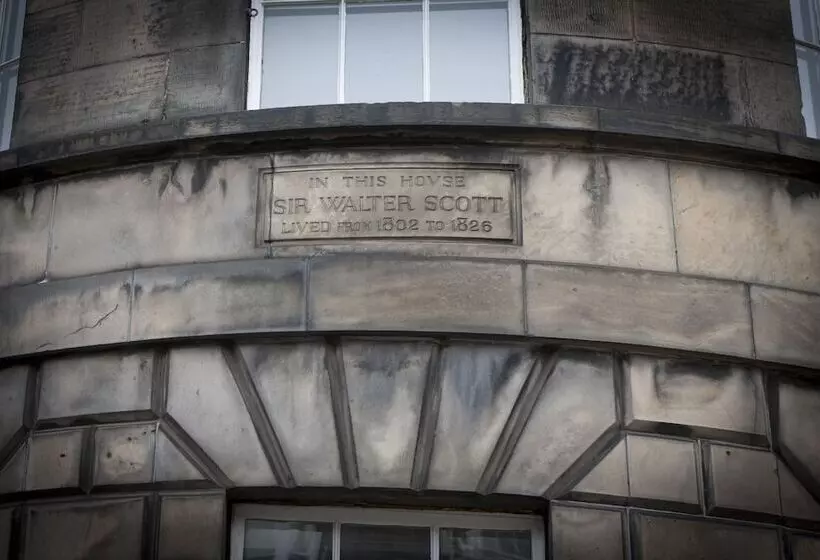 IN THIS HOVSE
SIR WALTER SCOTT
LIVED FROM 1802 TO 1826